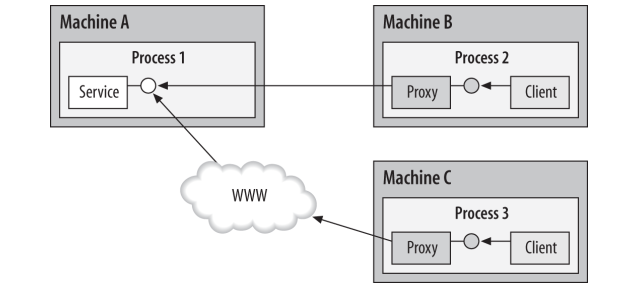 Machine A
Process 1
Service
Machine B
Process 2
Proxy
Client
WWW
Machine C
Process 3
Proxy
Client